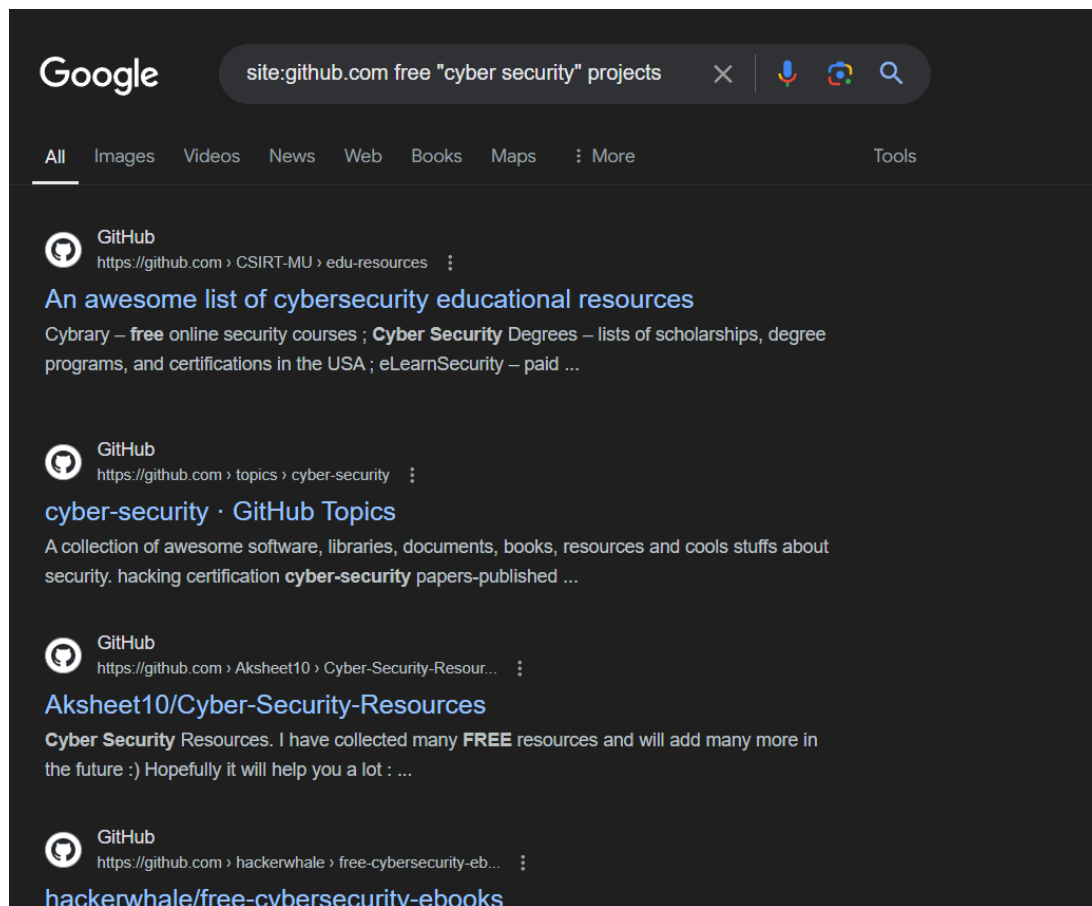 Google
site:github.com free "cyber security" projects
All Images Videos News Web Books Maps More Tools
GitHub
https://github.com › CSIRT-MU › edu-resources
An awesome list of cybersecurity educational resources
Cybrary – free online security courses ; Cyber Security Degrees – lists of scholarships, degree
programs, and certifications in the USA ; eLearnSecurity – paid ...
GitHub
https://github.com › topics › cyber-security
cyber-security · GitHub Topics
A collection of awesome software, libraries, documents, books, resources and cools stuffs about
security. hacking certification cyber-security papers-published ...
GitHub
https://github.com › Aksheet10 › Cyber-Security-Resour...
Aksheet10/Cyber-Security-Resources
Cyber Security Resources. I have collected many FREE resources and will add many more in
the future :) Hopefully it will help you a lot : ...
GitHub
https://github.com › hackerwhale › free-cybersecurity-eb...
hackerwhale/free-cybersecurity-ebooks